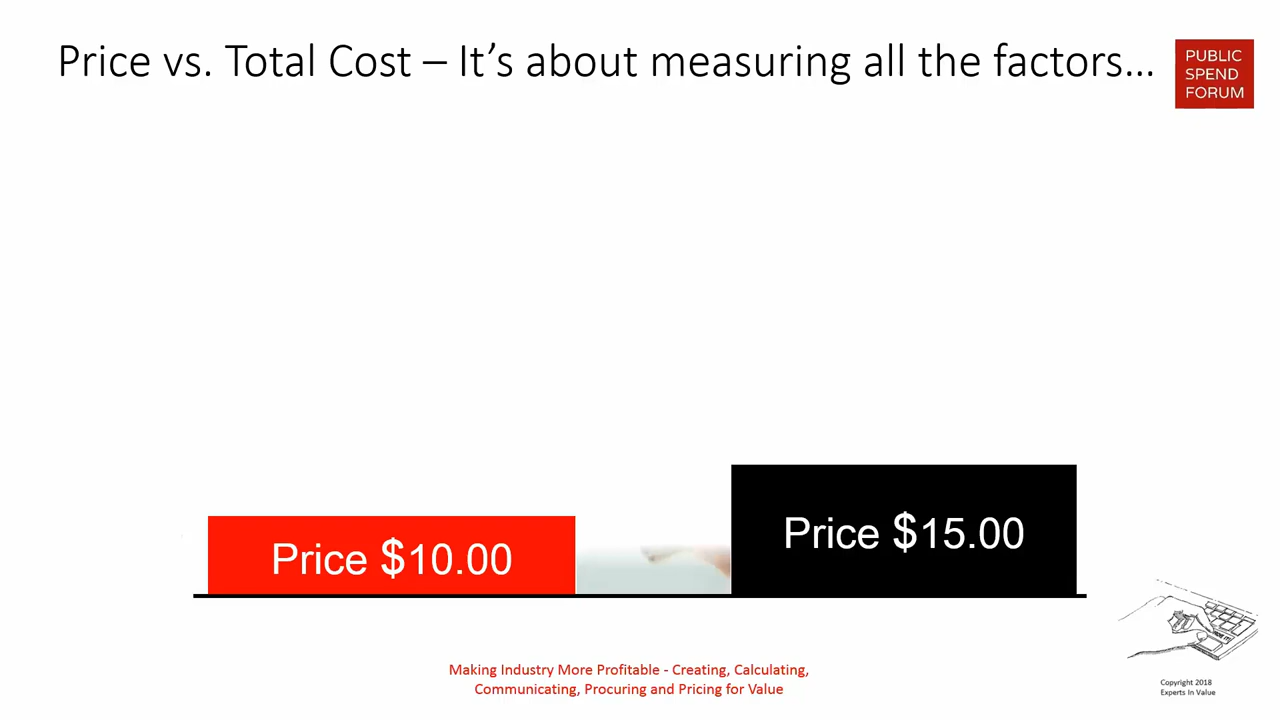 Price vs. Total Cost – It's about measuring all the factors...
PUBLIC
SPEND
FORUM
Price $10.00
Price $15.00
Making Industry More Profitable - Creating, Calculating,
Communicating, Procuring and Pricing for Value
Copyright 2018
Experts In Value